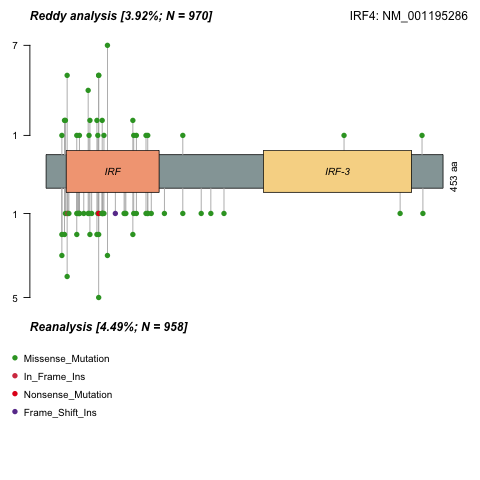 Reddy analysis [3.92%; N = 970]
IRF4: NM_001195286
7
1
IRF
IRF-3
453 aa
1
5
Reanalysis [4.49%; N = 958]
Missense_Mutation
In_Frame_Ins
Nonsense_Mutation
Frame_Shift_Ins